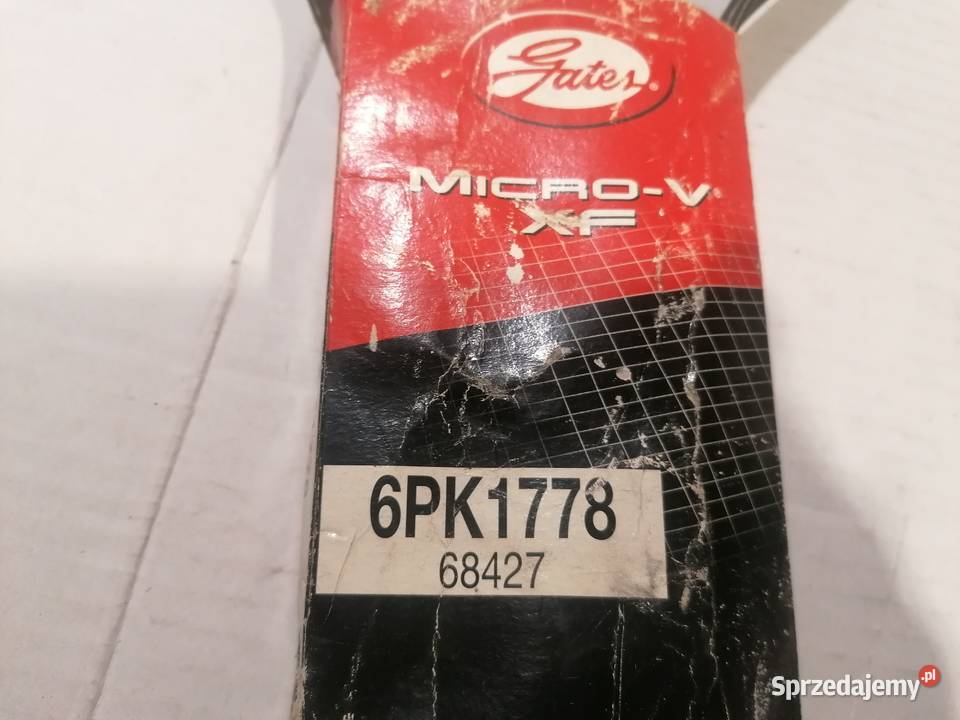 Gates
MICRO-V
XF
6PK1778
68427
Sprzedajemy.pl